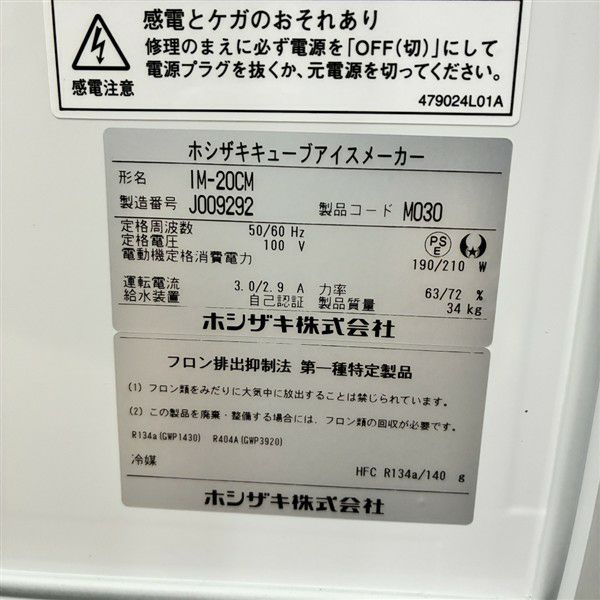 感電とケガのおそれあり
修理のまえに必ず電源を「OFF(切)」にして
電源プラグを抜くか、元電源を切ってください。
感電注意
479024L01A
ホシザキキューブアイスメーカー
形名 IM-20CM
製造番号 J009292 製品コード M030
定格周波数 50/60 Hz
定格電圧 100 V
PS E
電動機定格消費電力 190/210 W
運転電流 3.0/2.9 A 力率 63/72 %
給水装置 自己認証 製品質量 34 kg
ホシザキ株式会社
フロン排出抑制法 第一種特定製品
(1) フロン類をみだりに大気中に放出することは禁じられています。
(2) この製品を廃棄・整備する場合には、フロン類の回収が必要です。
R134a(GWP1430) R404A(GWP3920)
冷媒 HFC R134a/140 g
ホシザキ株式会社